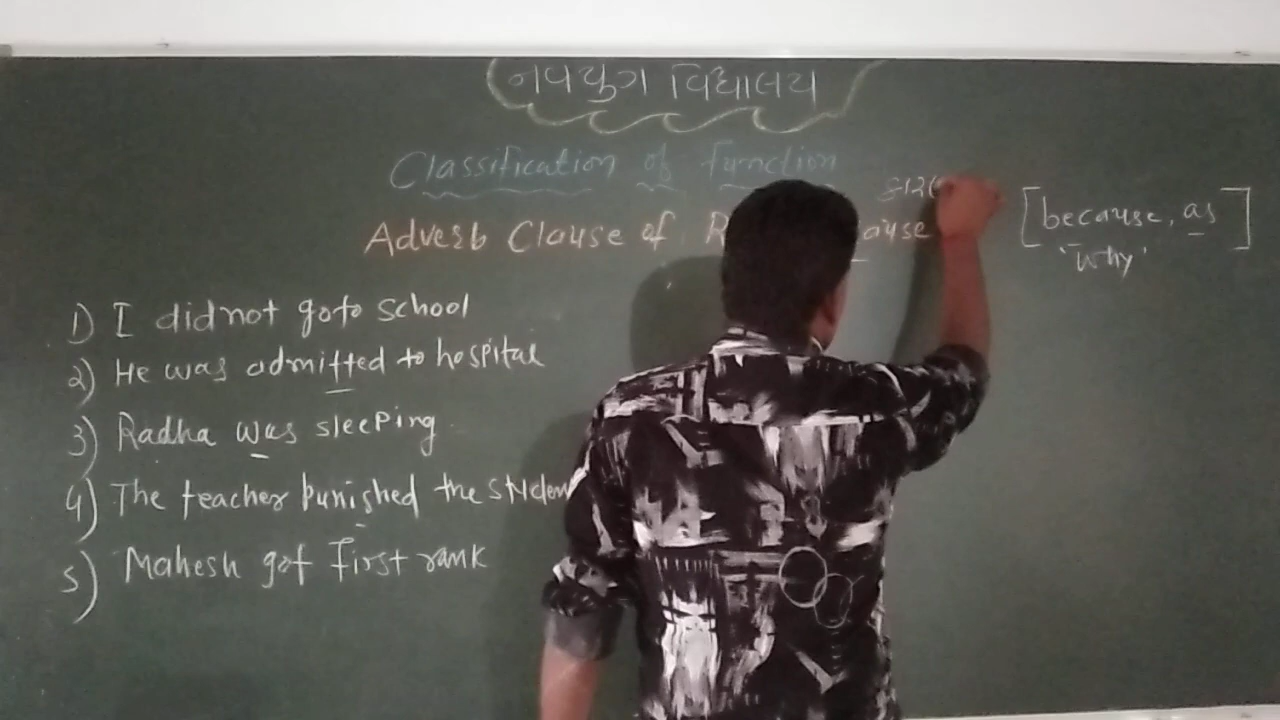 નવયુગ વિદ્યાલય
Classification of function
Adverb Clause of
[because, as]
'Why'
1) I didnot goto school
2) He was admitted to hospital
3) Radha was sleeping.
4) The teacher punished the
5) Mahesh got first rank